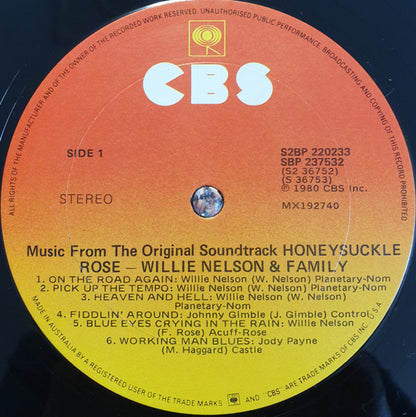 ALL RIGHTS OF THE MANUFACTURER AND OF THE OWNER OF THE RECORDED WORK RESERVED. UNAUTHORISED PUBLIC PERFORMANCE, BROADCASTING AND COPYING OF THIS RECORD PROHIBITED
CBS
SIDE 1
STEREO
S2BP 220233
SBP 237532
(S2 36752)
(S 36753)
Ⓟ 1980 CBS Inc.
MX192740
Music From The Original Soundtrack HONEYSUCKLE
ROSE – WILLIE NELSON & FAMILY
1. ON THE ROAD AGAIN: Willie Nelson (W. Nelson) Planetary-Nom
2. PICK UP THE TEMPO: Willie Nelson (W. Nelson) Planetary-Nom
3. HEAVEN AND HELL: Willie Nelson (W. Nelson)
Planetary-Nom
4. FIDDLIN' AROUND: Johnny Gimble (J. Gimble) Control
5. BLUE EYES CRYING IN THE RAIN: Willie Nelson
(F. Rose) Acuff-Rose
6. WORKING MAN BLUES: Jody Payne
(M. Haggard) Castle
MADE IN AUSTRALIA BY A REGISTERED USER OF THE TRADE MARKS AND -CBS- ARE TRADE MARKS OF CBS INC. U.S.A.